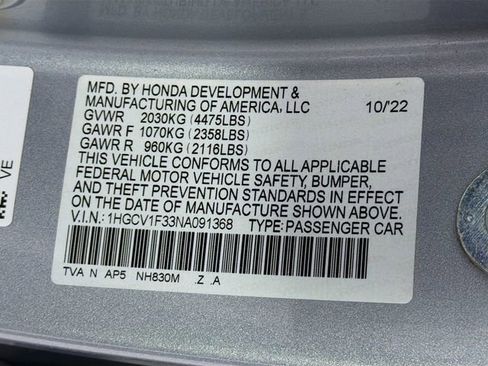 MFD. BY HONDA DEVELOPMENT &
MANUFACTURING OF AMERICA, LLC 10/22
GVWR 2030KG (4475LBS)
GAWR F 1070KG (2358LBS)
GAWR R 960KG (2116LBS)
THIS VEHICLE CONFORMS TO ALL APPLICABLE
FEDERAL MOTOR VEHICLE SAFETY, BUMPER,
AND THEFT PREVENTION STANDARDS IN EFFECT
ON THE DATE OF MANUFACTURE SHOWN ABOVE.
V.I.N.: 1HGCV1F33NA091368 TYPE: PASSENGER CAR
TVA N AP5 NH830M .Z .A
VE